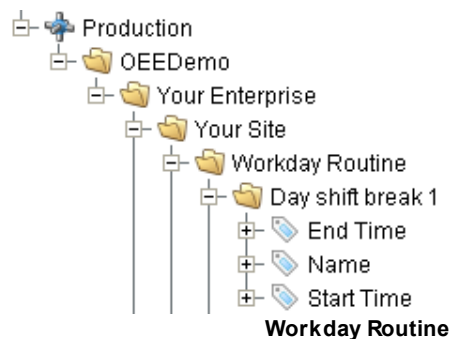 Production
OEEDemo
Your Enterprise
Your Site
Workday Routine
Day shift break 1
End Time
Name
Start Time
Workday Routine